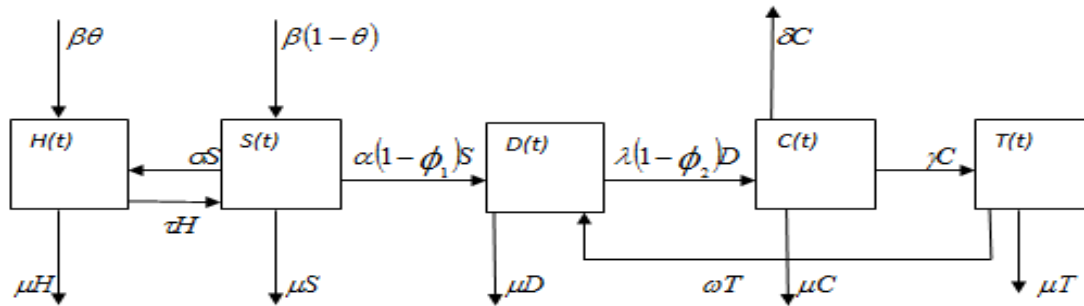 βθ
β(1−θ)
δC
H(t)
S(t)
D(t)
C(t)
T(t)
σS
α(1−ϕ₁)S
λ(1−ϕ₂)D
γC
τH
μH
μS
μD
ωT
μC
μT